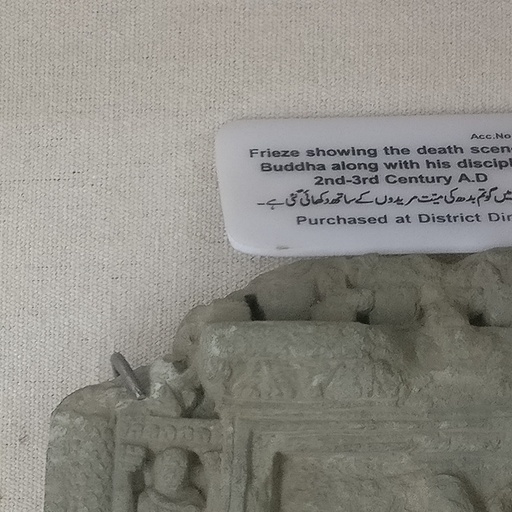 Acc.No
Frieze showing the death scen
Buddha along with his discipl
2nd-3rd Century A.D
میں گوتم بدھ کی میت مریدوں کے ساتھ دکھائی گئی ہے۔
Purchased at District Dir